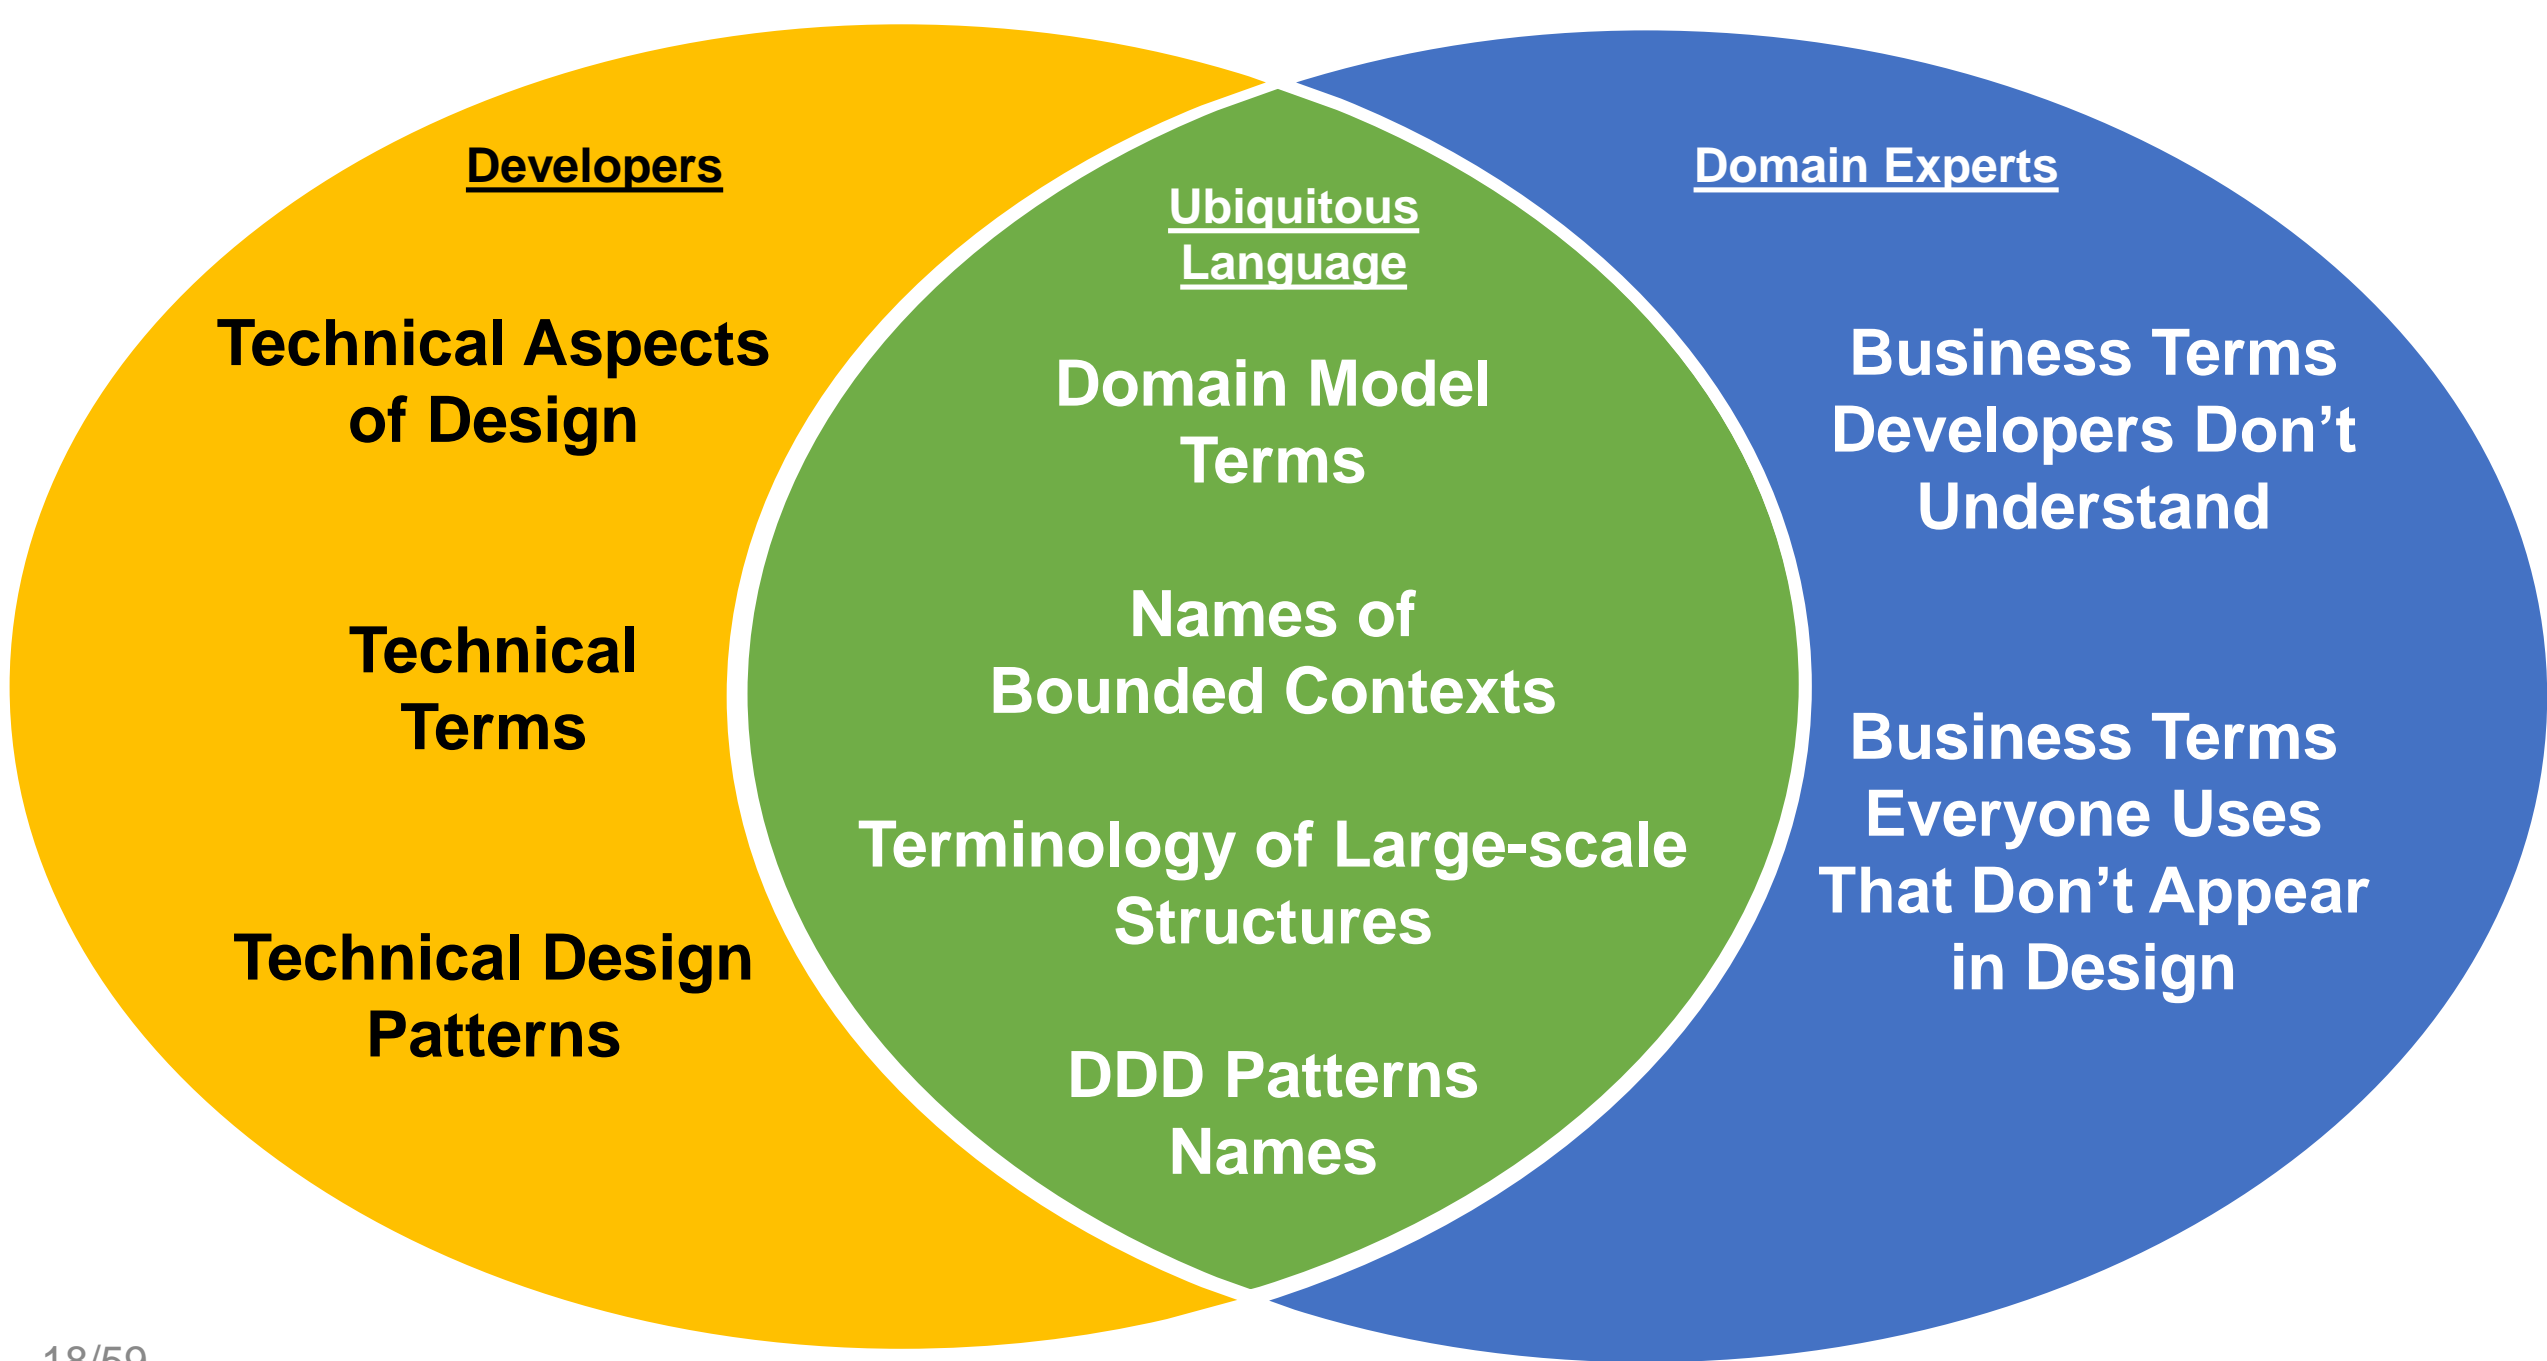 Developers
Technical Aspects
of Design
Technical
Terms
Technical Design
Patterns
Ubiquitous
Language
Domain Model
Terms
Names of
Bounded Contexts
Terminology of Large-scale
Structures
DDD Patterns
Names
Domain Experts
Business Terms
Developers Don’t
Understand
Business Terms
Everyone Uses
That Don’t Appear
in Design
18/59